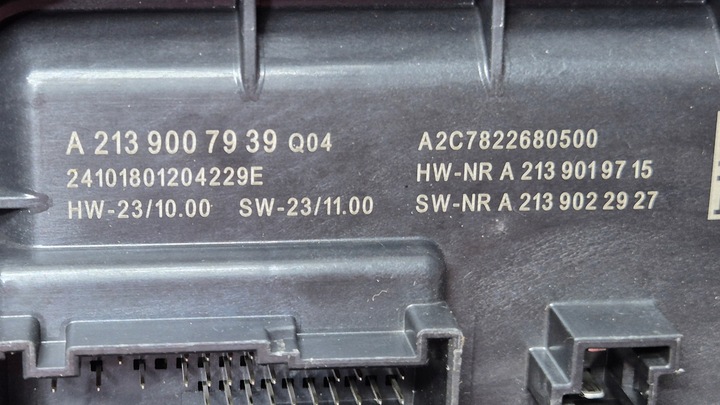 A 213 900 79 39 Q04
24101801204229E
HW-23/10.00 SW-23/11.00
A2C7822680500
HW-NR A 213 901 97 15
SW-NR A 213 902 29 27